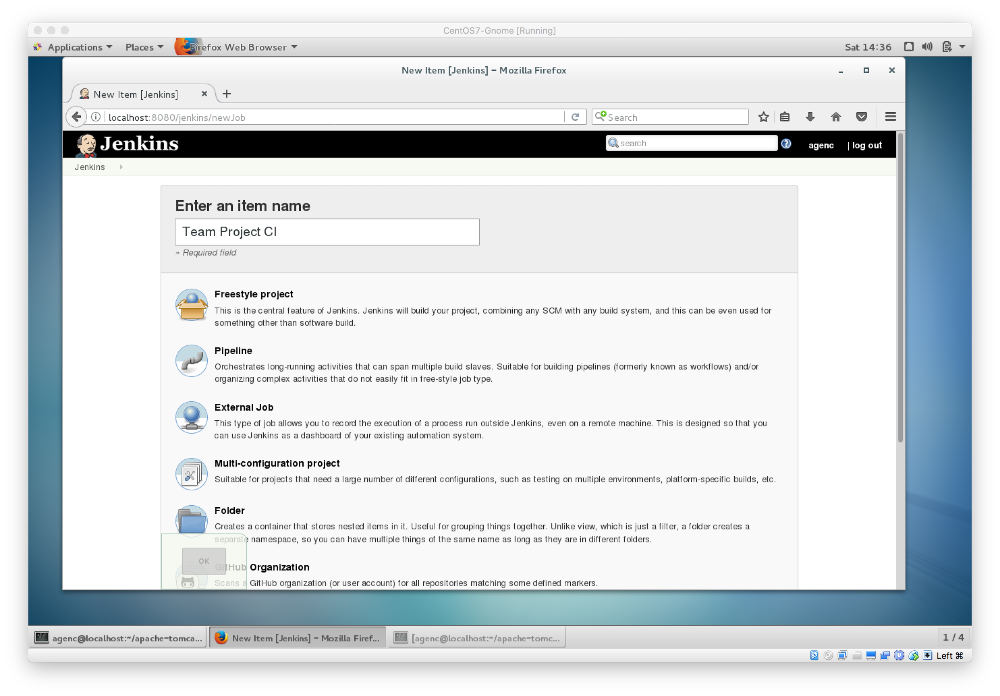 CentOS7-Gnome [Running]
Applications Places Firefox Web Browser Sat 14:36
New Item [Jenkins] – Mozilla Firefox
New Item [Jenkins]
localhost:8080/jenkins/newJob Search
Jenkins search agenc | log out
Jenkins
Enter an item name
Team Project CI
» Required field
Freestyle project
This is the central feature of Jenkins. Jenkins will build your project, combining any SCM with any build system, and this can be even used for
something other than software build.
Pipeline
Orchestrates long-running activities that can span multiple build slaves. Suitable for building pipelines (formerly known as workflows) and/or
organizing complex activities that do not easily fit in free-style job type.
External Job
This type of job allows you to record the execution of a process run outside Jenkins, even on a remote machine. This is designed so that you
can use Jenkins as a dashboard of your existing automation system.
Multi-configuration project
Suitable for projects that need a large number of different configurations, such as testing on multiple environments, platform-specific builds, etc.
Folder
Creates a container that stores nested items in it. Useful for grouping things together. Unlike view, which is just a filter, a folder creates a
separate namespace, so you can have multiple things of the same name as long as they are in different folders.
OK
GitHub Organization
Scans a GitHub organization (or user account) for all repositories matching some defined markers.
agenc@localhost:~/apache-tomca... New Item [Jenkins] – Mozilla Firef... [agenc@localhost:~/apache-tomc... 1 / 4
Left ⌘